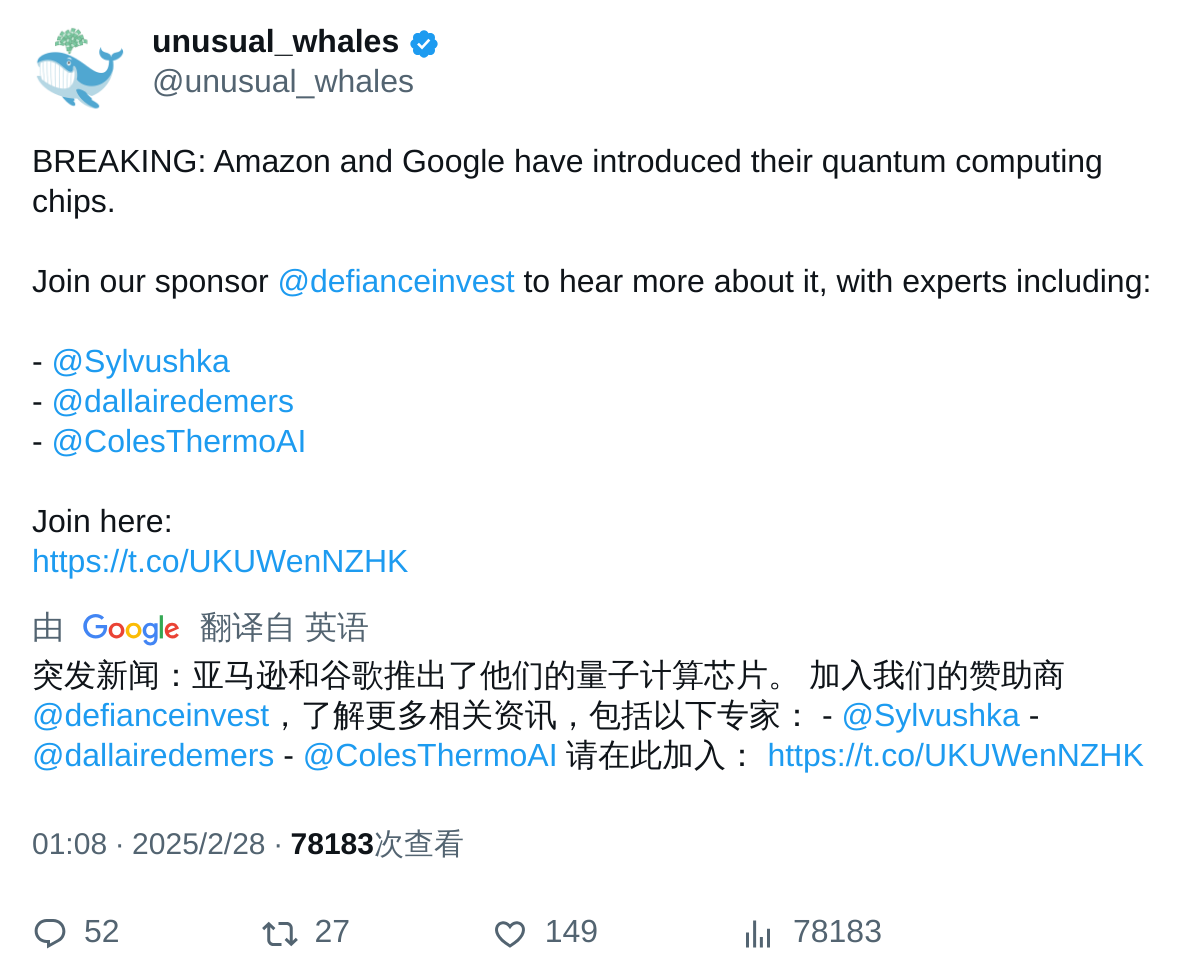 unusual_whales
@unusual_whales
BREAKING: Amazon and Google have introduced their quantum computing
chips.
Join our sponsor @defianceinvest to hear more about it, with experts including:
- @Sylvushka
- @dallairedemers
- @ColesThermoAI
Join here:
https://t.co/UKUWenNZHK
由 Google 翻译自 英语
突发新闻：亚马逊和谷歌推出了他们的量子计算芯片。 加入我们的赞助商
@defianceinvest，了解更多相关资讯，包括以下专家： - @Sylvushka -
@dallairedemers - @ColesThermoAI 请在此加入： https://t.co/UKUWenNZHK
01:08 · 2025/2/28 · 78183次查看
52 27 149 78183